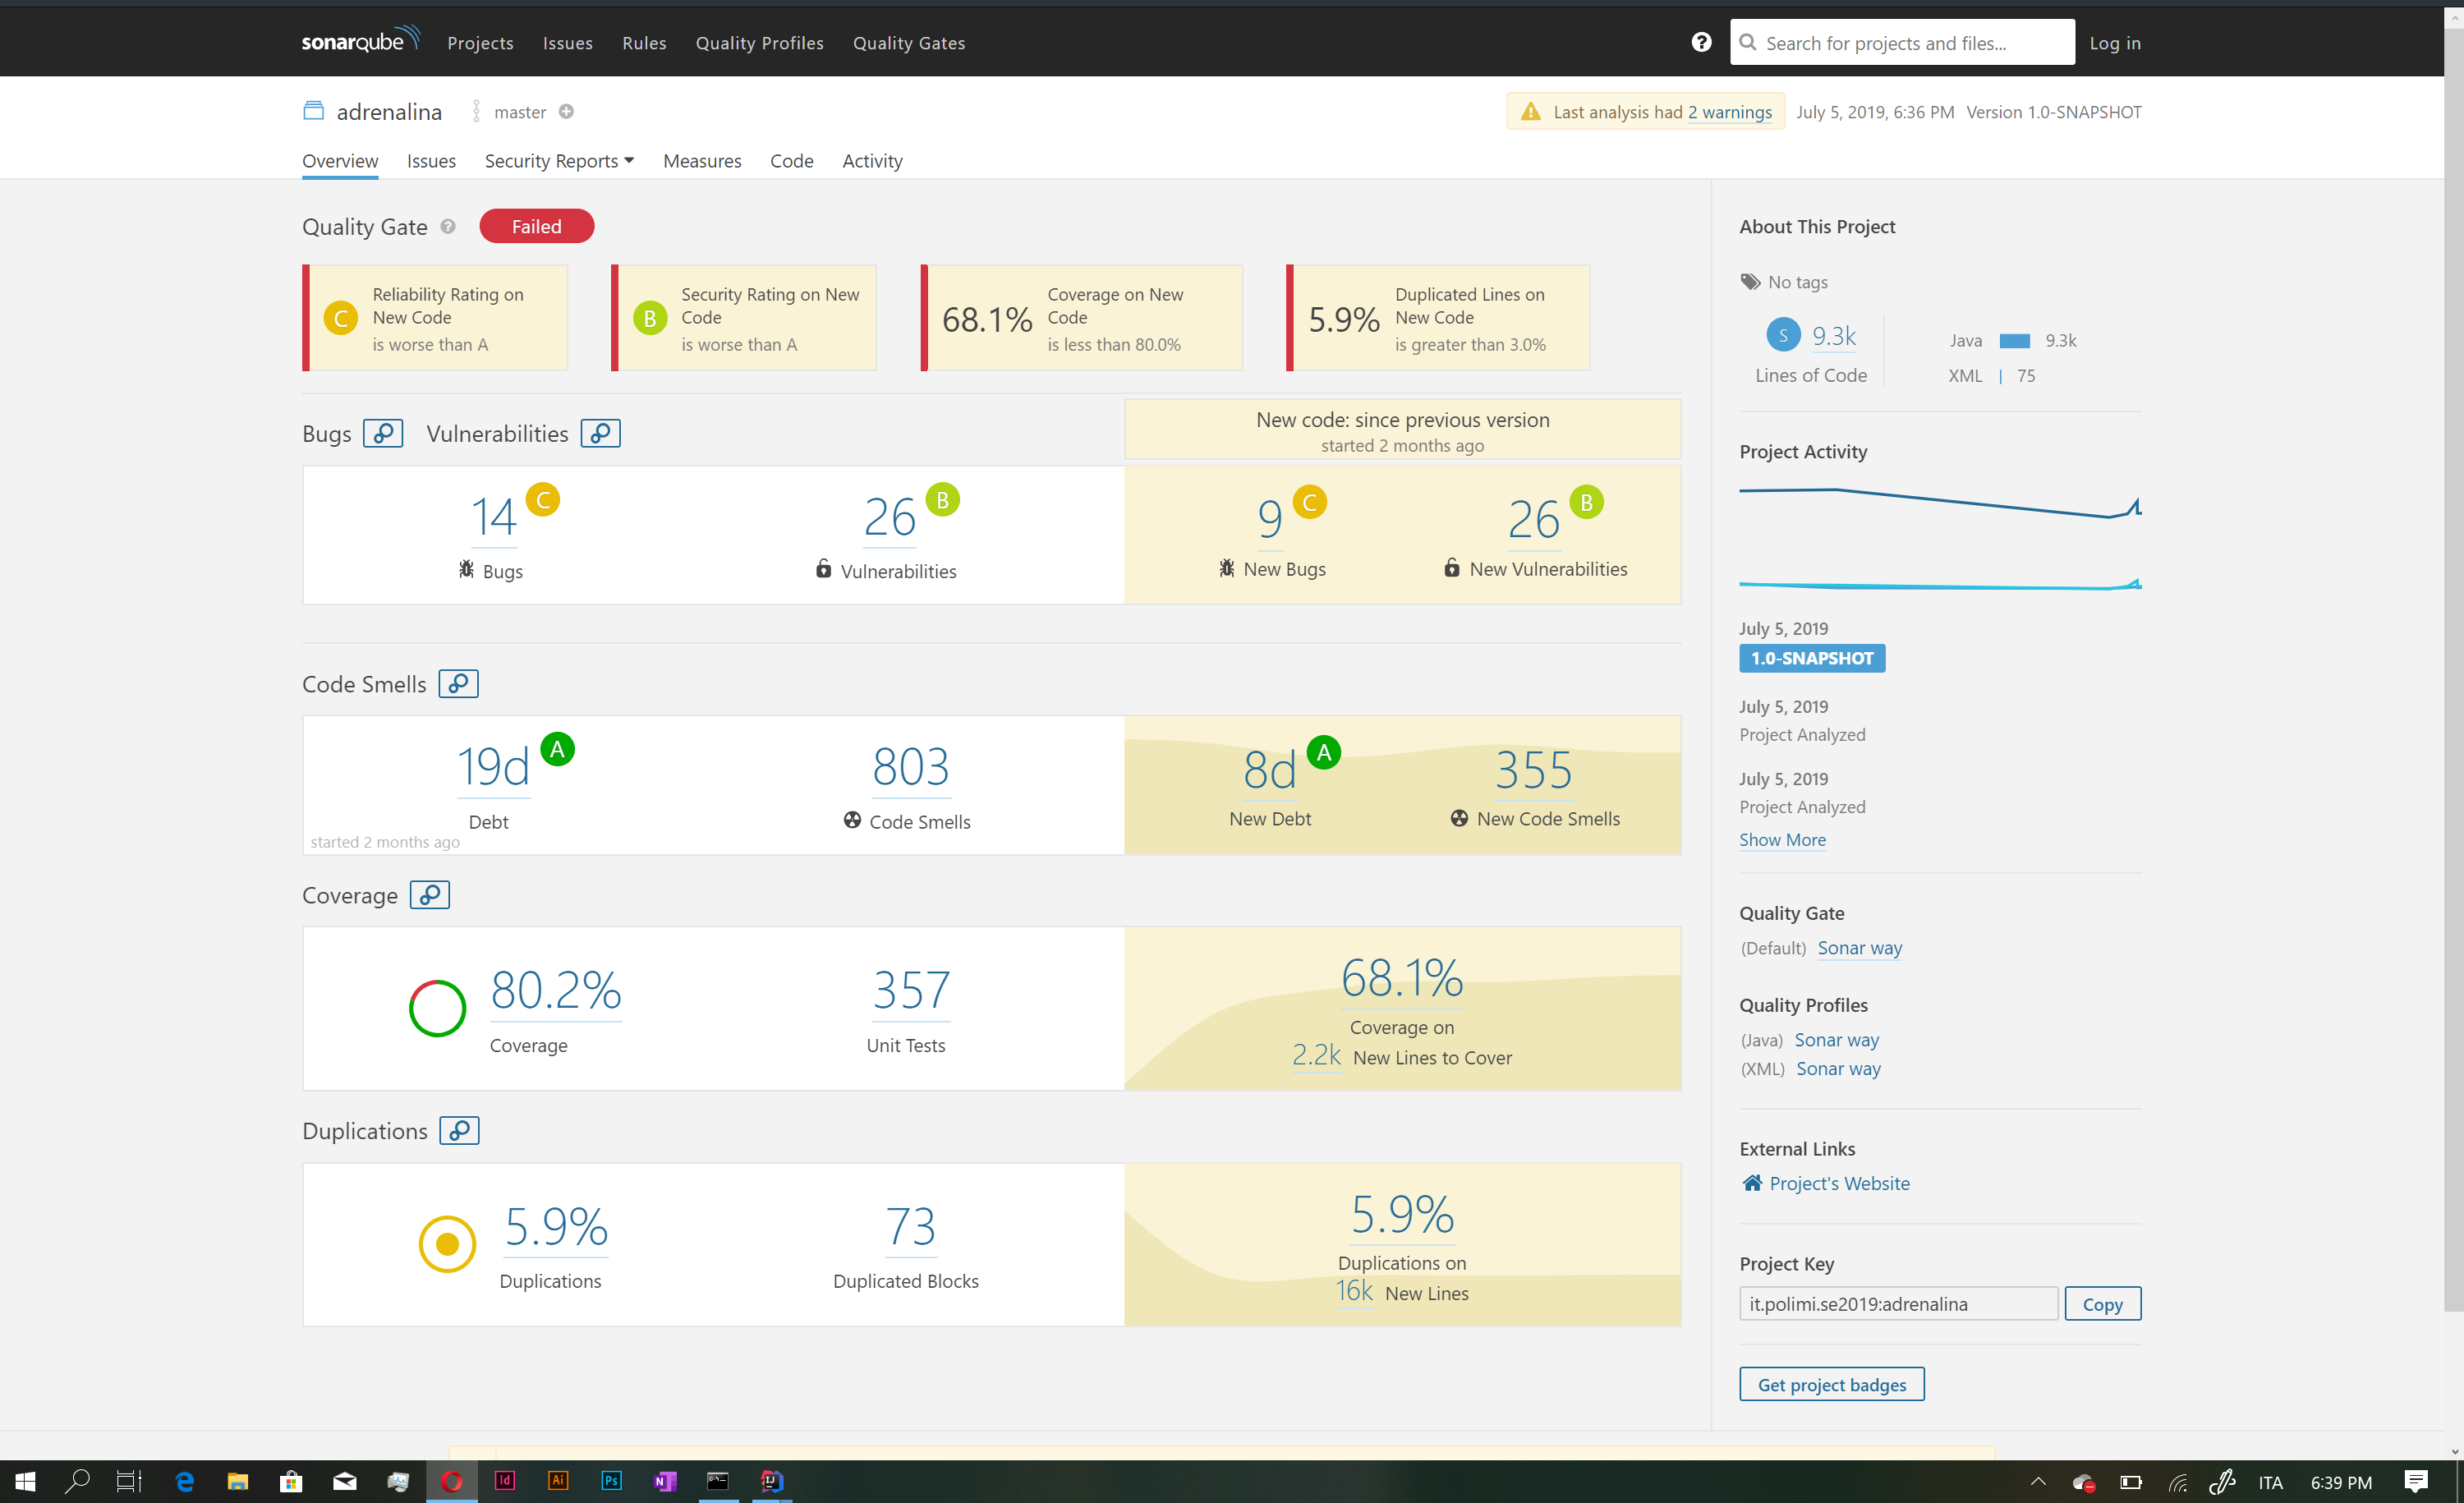 sonarqube Projects Issues Rules Quality Profiles Quality Gates ? Search for projects and files... Log in
adrenalina master Last analysis had 2 warnings July 5, 2019, 6:36 PM Version 1.0-SNAPSHOT
Overview Issues Security Reports Measures Code Activity
Quality Gate ? Failed
C Reliability Rating on
New Code
is worse than A
B Security Rating on New
Code
is worse than A
68.1% Coverage on New
Code
is less than 80.0%
5.9% Duplicated Lines on
New Code
is greater than 3.0%
Bugs Vulnerabilities
New code: since previous version
started 2 months ago
14 C
Bugs
26 B
Vulnerabilities
9 C
New Bugs
26 B
New Vulnerabilities
Code Smells
19d A
Debt
started 2 months ago
803
Code Smells
8d A
New Debt
355
New Code Smells
Coverage
80.2%
Coverage
357
Unit Tests
68.1%
Coverage on
2.2k New Lines to Cover
Duplications
5.9%
Duplications
73
Duplicated Blocks
5.9%
Duplications on
16k New Lines
About This Project
No tags
S 9.3k
Lines of Code
Java 9.3k
XML 75
Project Activity
July 5, 2019
1.0-SNAPSHOT
July 5, 2019
Project Analyzed
July 5, 2019
Project Analyzed
Show More
Quality Gate
(Default) Sonar way
Quality Profiles
(Java) Sonar way
(XML) Sonar way
External Links
Project's Website
Project Key
it.polimi.se2019:adrenalina Copy
Get project badges
Id Ai Ps N IJ ITA 6:39 PM